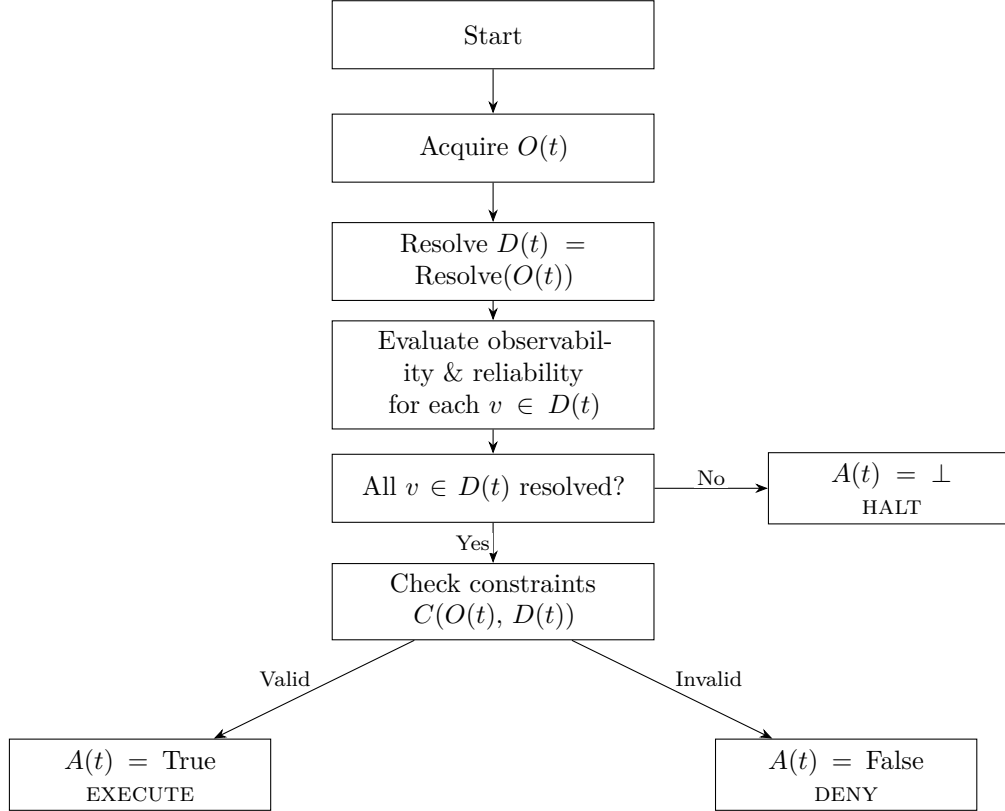 Start
Acquire O(t)
Resolve D(t) =
Resolve(O(t))
Evaluate observabil-
ity & reliability
for each v ∈ D(t)
All v ∈ D(t) resolved?
No
A(t) = ⊥
HALT
Yes
Check constraints
C(O(t), D(t))
Valid
Invalid
A(t) = True
EXECUTE
A(t) = False
DENY